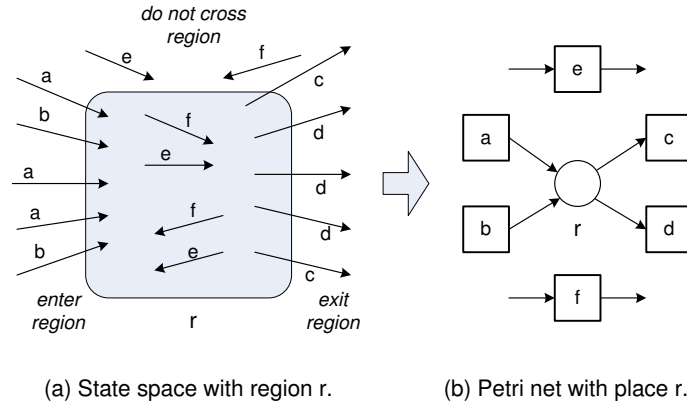 do not cross
region
e
f
a
c
b
f
d
e
a
d
a
f
d
b
e
c
enter
region
r
exit
region
(a) State space with region r.
e
a
c
b
r
d
f
(b) Petri net with place r.